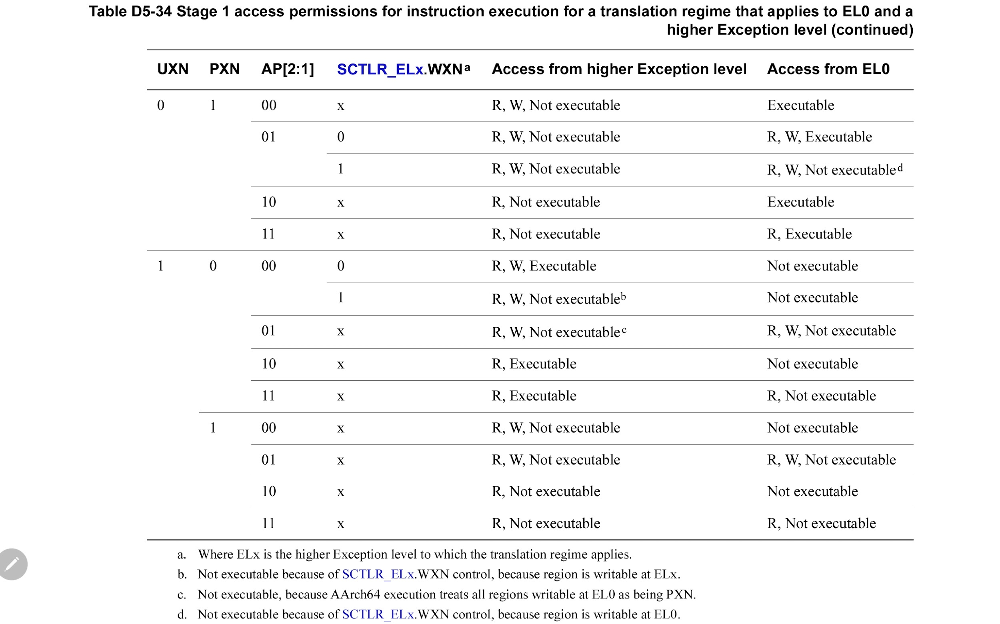 Table D5-34 Stage 1 access permissions for instruction execution for a translation regime that applies to EL0 and a
higher Exception level (continued)
UXN PXN AP[2:1] SCTLR_ELx.WXN a Access from higher Exception level Access from EL0
0 1 00 x R, W, Not executable Executable
01 0 R, W, Not executable R, W, Executable
1 R, W, Not executable R, W, Not executable d
10 x R, Not executable Executable
11 x R, Not executable R, Executable
1 0 00 0 R, W, Executable Not executable
1 R, W, Not executable b Not executable
01 x R, W, Not executable c R, W, Not executable
10 x R, Executable Not executable
11 x R, Executable R, Not executable
1 00 x R, W, Not executable Not executable
01 x R, W, Not executable R, W, Not executable
10 x R, Not executable Not executable
11 x R, Not executable R, Not executable
a. Where ELx is the higher Exception level to which the translation regime applies.
b. Not executable because of SCTLR_ELx.WXN control, because region is writable at ELx.
c. Not executable, because AArch64 execution treats all regions writable at EL0 as being PXN.
d. Not executable because of SCTLR_ELx.WXN control, because region is writable at EL0.